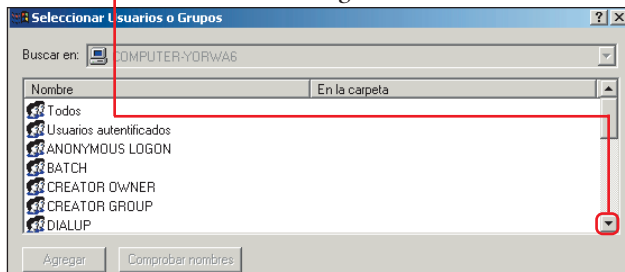 Seleccionar Usuarios o Grupos
Buscar en: COMPUTER-YORWA6
Nombre En la carpeta
Todos
Usuarios autentificados
ANONYMOUS LOGON
BATCH
CREATOR OWNER
CREATOR GROUP
DIALUP
Agregar Comprobar nombres